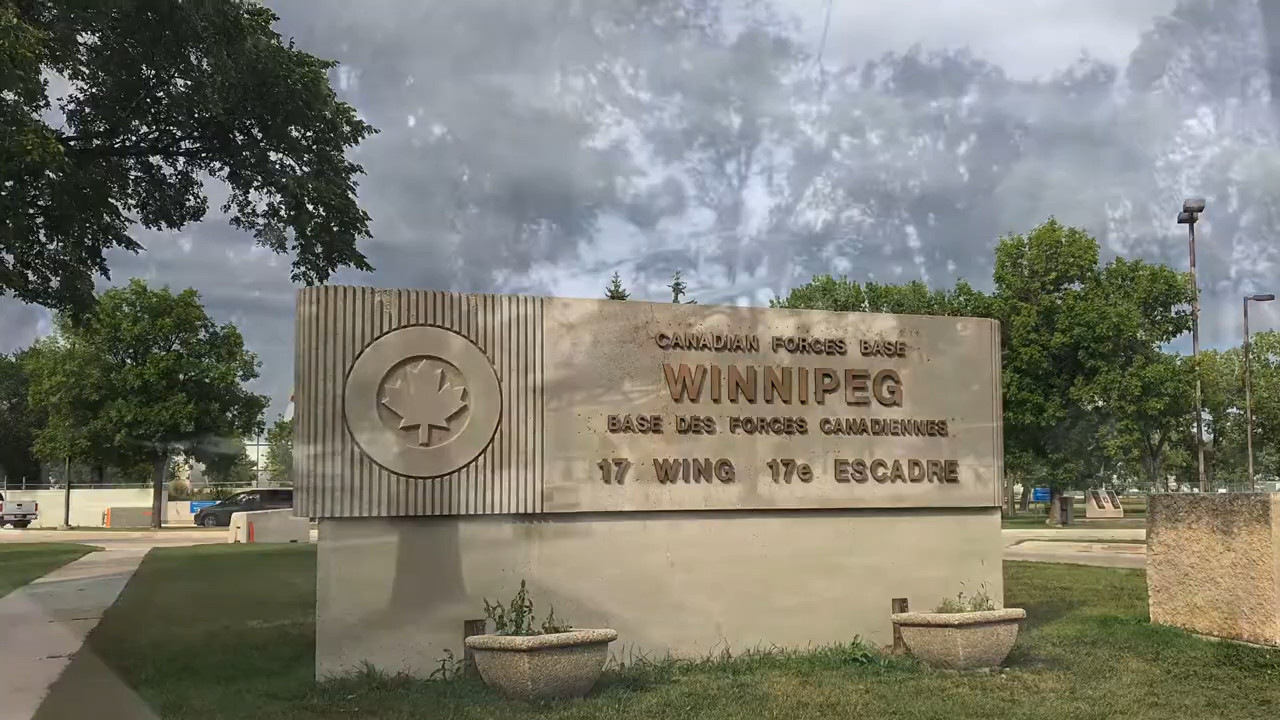 CANADIAN FORCES BASE
WINNIPEG
BASE DES FORCES CANADIENNES
17 WING 17e ESCADRE